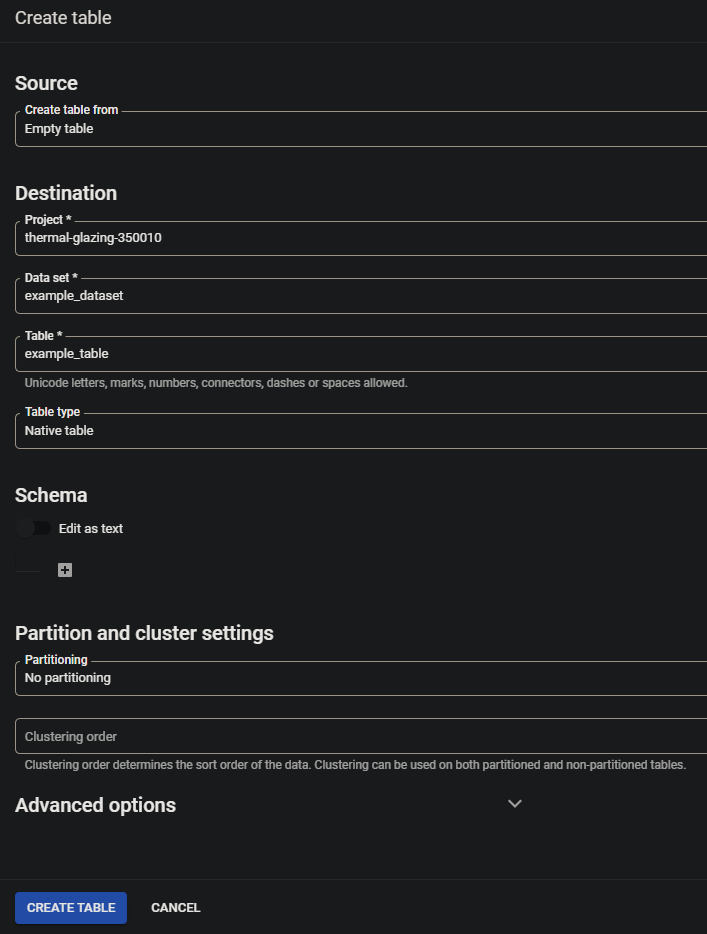 Create table
Source
Create table from
Empty table
Destination
Project *
thermal-glazing-350010
Data set *
example_dataset
Table *
example_table
Unicode letters, marks, numbers, connectors, dashes or spaces allowed.
Table type
Native table
Schema
Edit as text
Partition and cluster settings
Partitioning
No partitioning
Clustering order
Clustering order determines the sort order of the data. Clustering can be used on both partitioned and non-partitioned tables.
Advanced options
CREATE TABLE CANCEL